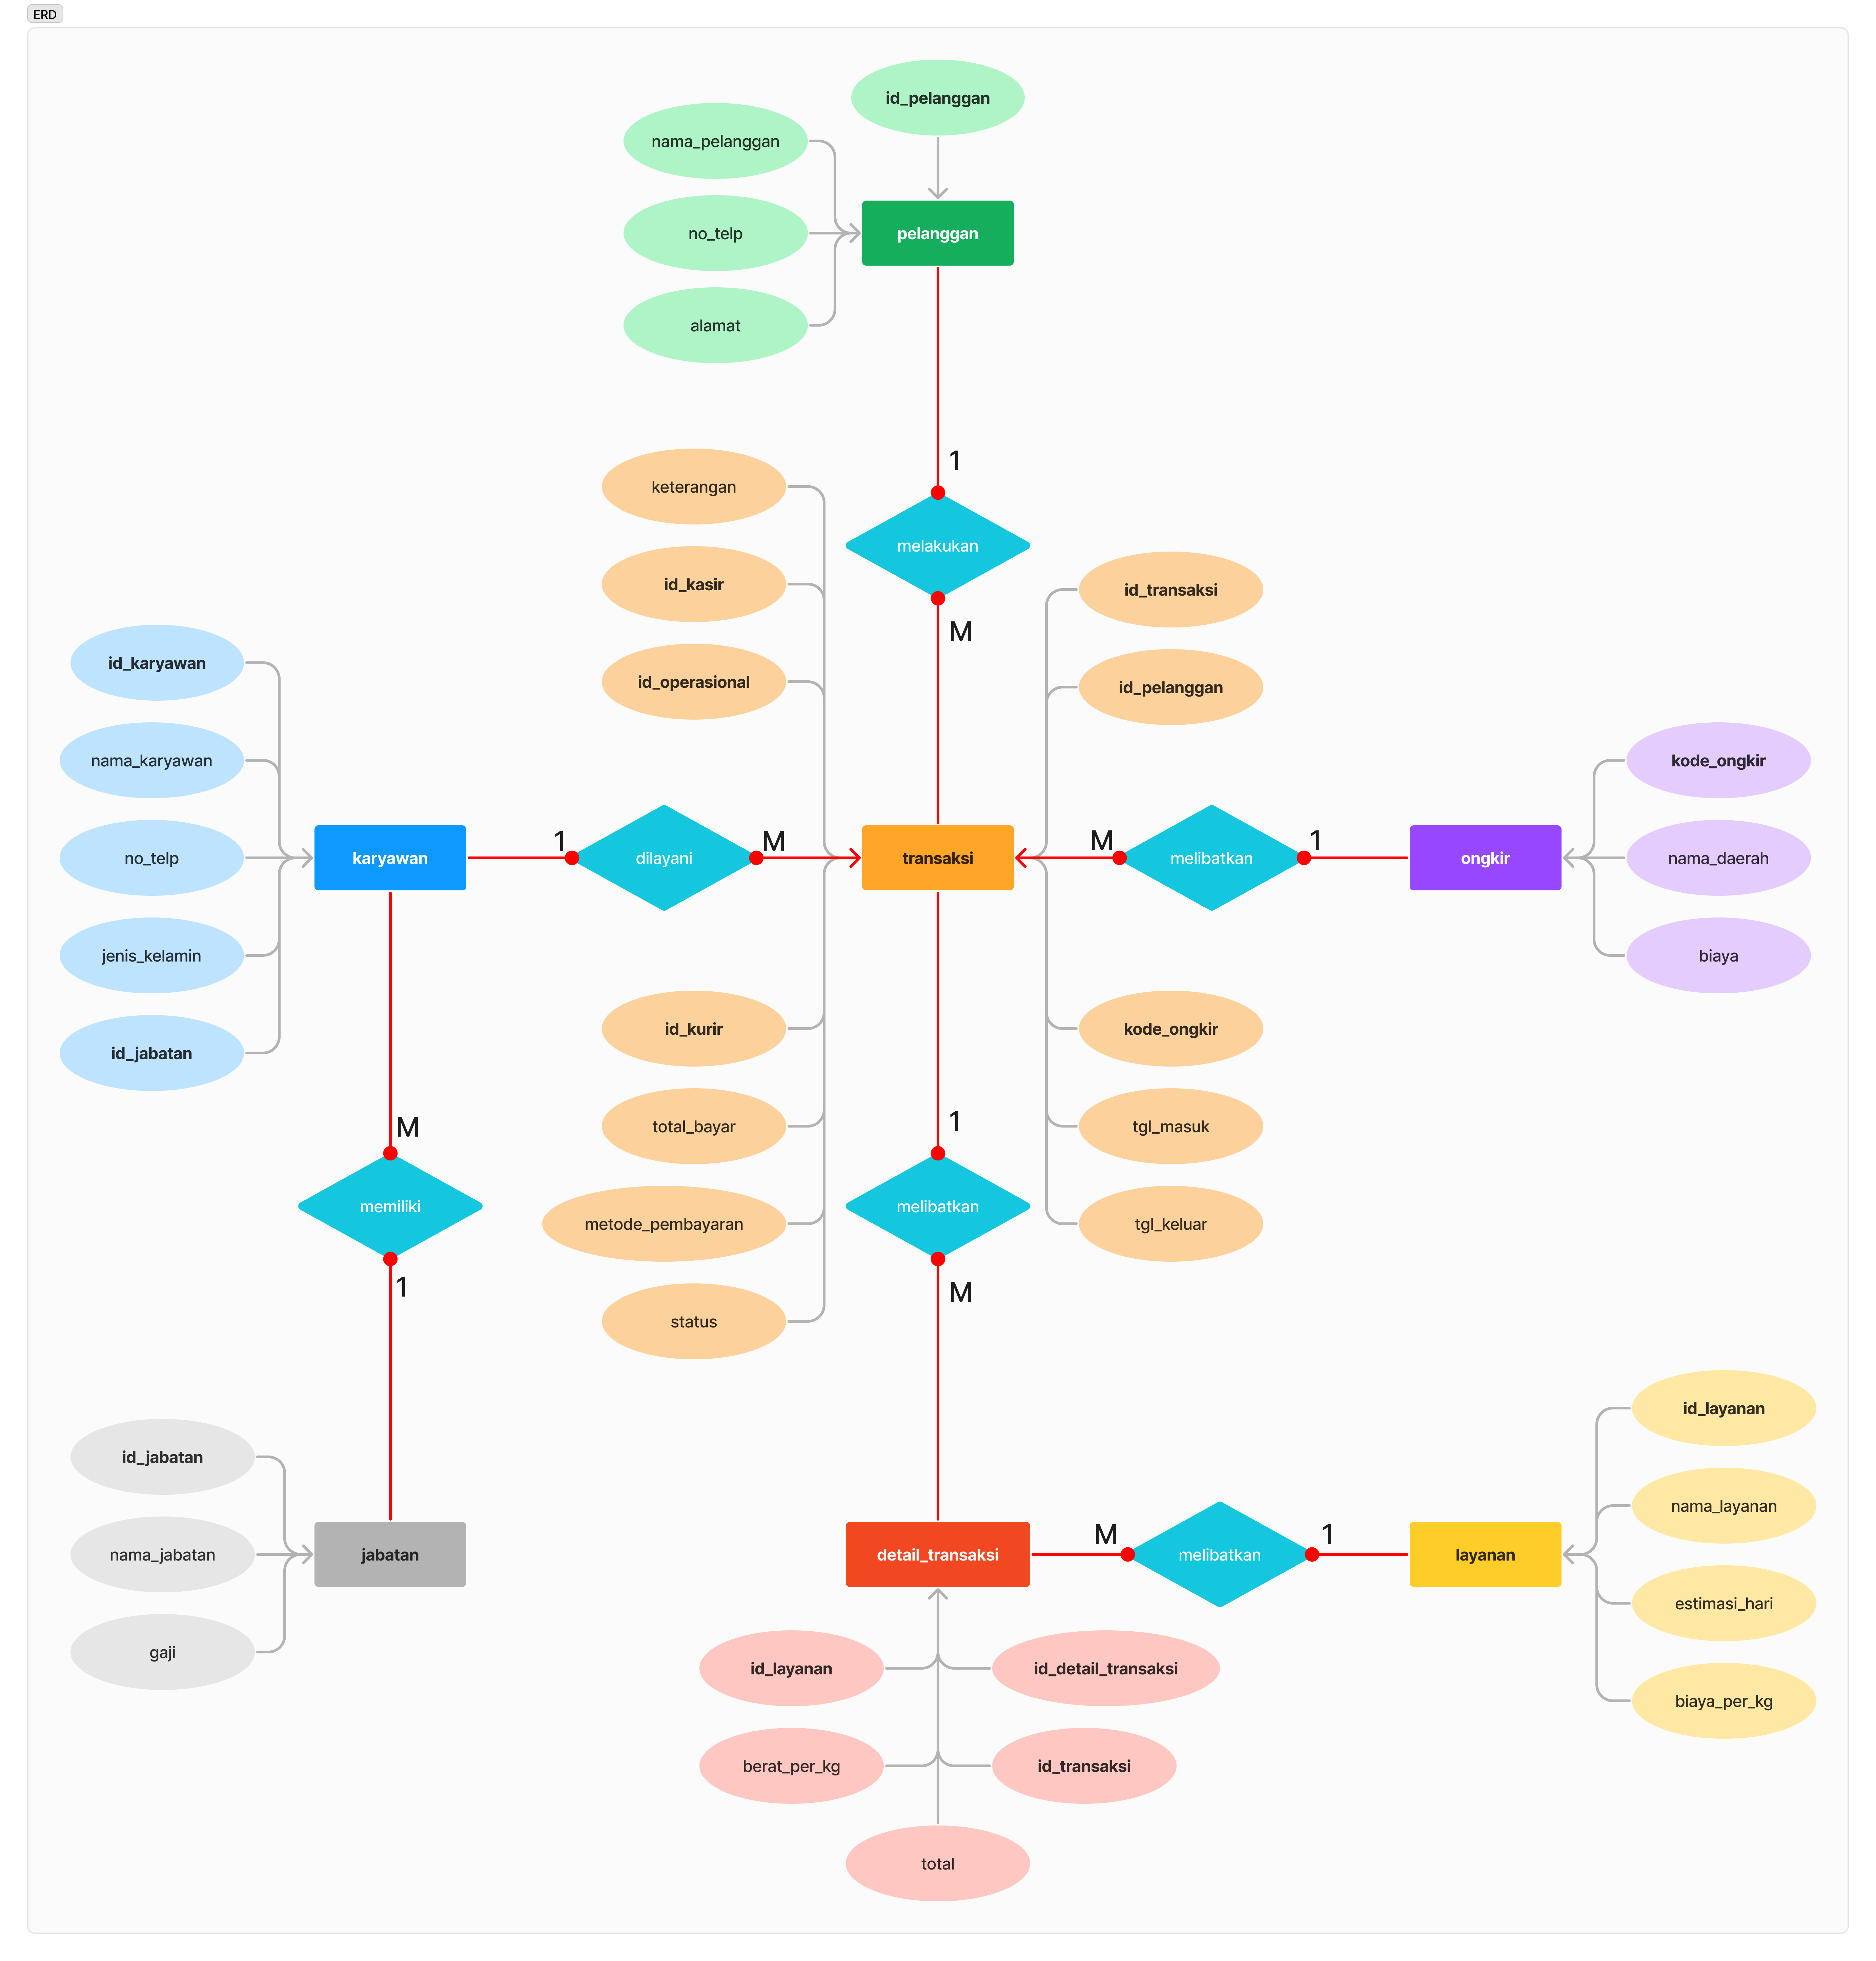 ERD
id_pelanggan
nama_pelanggan
no_telp
pelanggan
alamat
1
keterangan
melakukan
id_kasir
id_transaksi
M
id_karyawan
id_operasional
id_pelanggan
nama_karyawan
kode_ongkir
no_telp
karyawan
1
dilayani
M
transaksi
M
melibatkan
1
ongkir
nama_daerah
jenis_kelamin
biaya
id_jabatan
id_kurir
kode_ongkir
M
total_bayar
1
tgl_masuk
memiliki
metode_pembayaran
melibatkan
tgl_keluar
1
M
status
id_layanan
id_jabatan
nama_layanan
nama_jabatan
jabatan
detail_transaksi
M
melibatkan
1
layanan
estimasi_hari
gaji
id_layanan
id_detail_transaksi
biaya_per_kg
berat_per_kg
id_transaksi
total